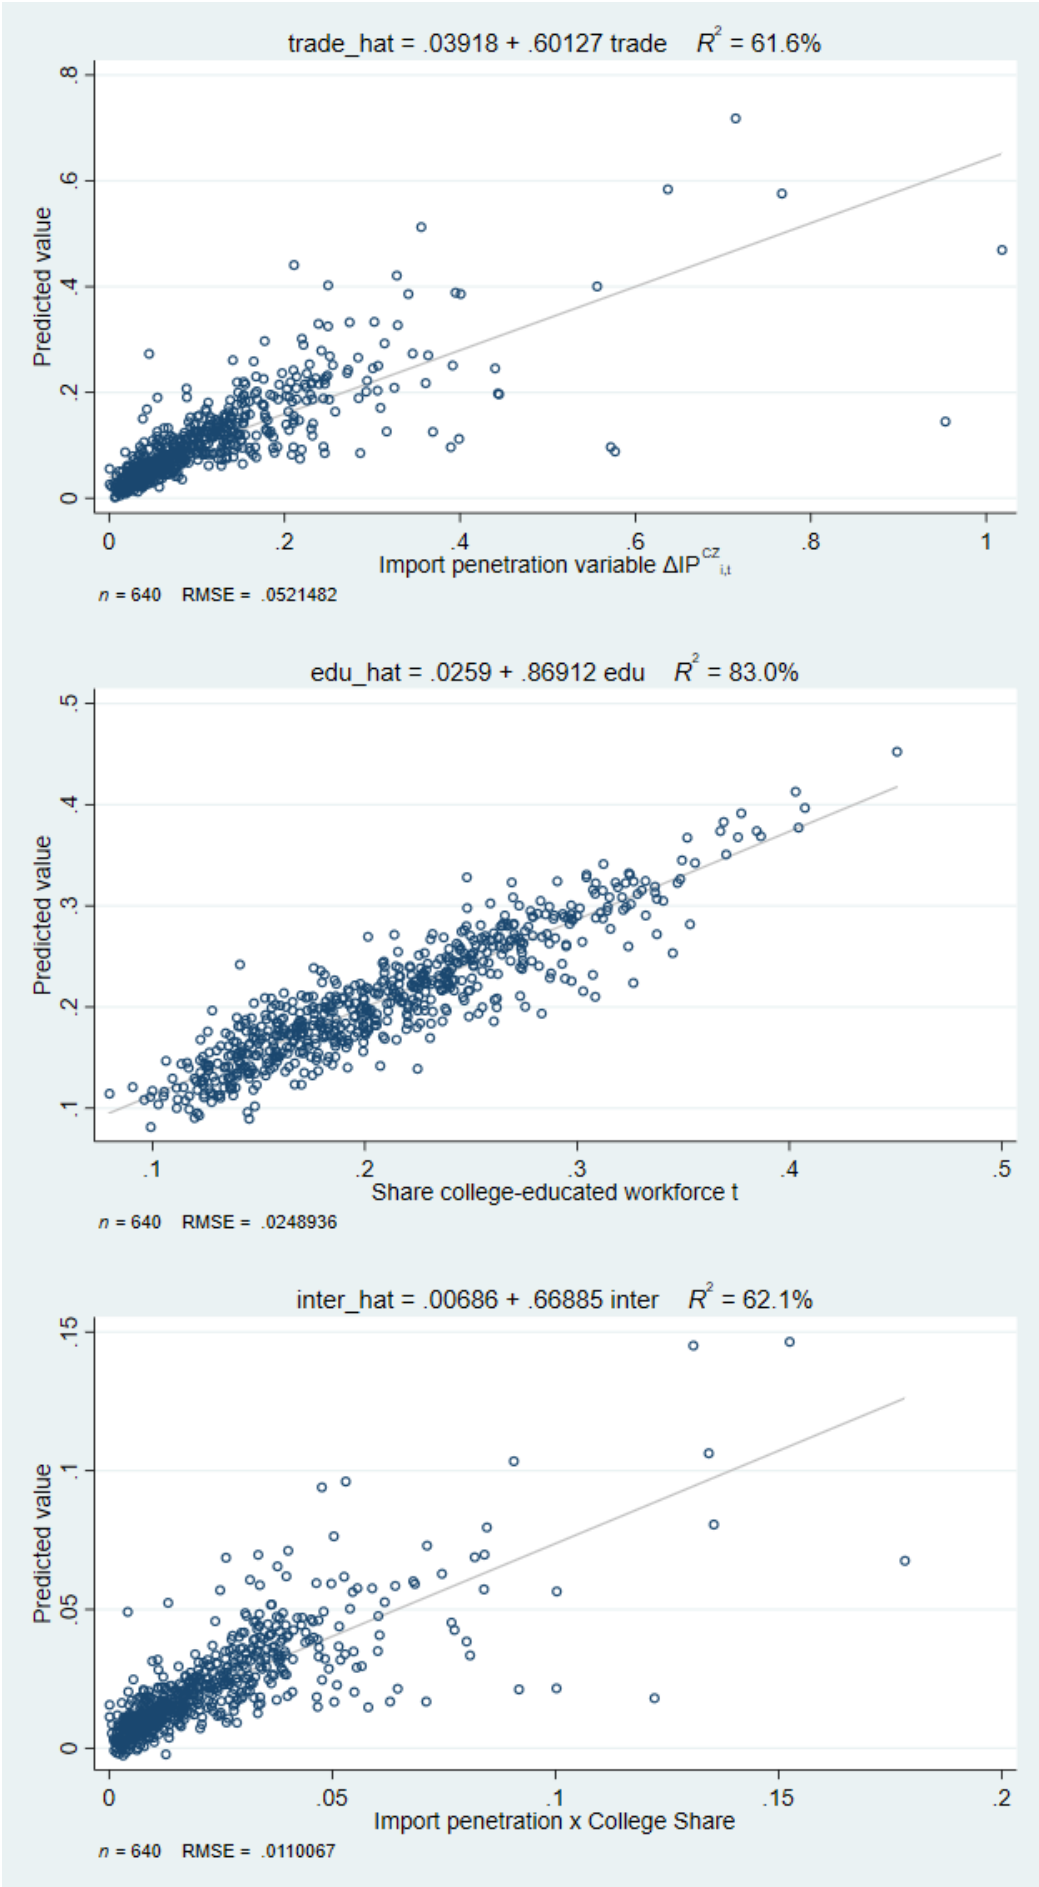 trade_hat = .03918 + .60127 trade R² = 61.6%
.8
.6
.4
.2
0
Predicted value
0 .2 .4 .6 .8 1
Import penetration variable ΔIP^CZ_i,t
n = 640 RMSE = .0521482
edu_hat = .0259 + .86912 edu R² = 83.0%
.5
.4
.3
.2
.1
Predicted value
.1 .2 .3 .4 .5
Share college-educated workforce t
n = 640 RMSE = .0248936
inter_hat = .00686 + .66885 inter R² = 62.1%
.15
.1
.05
0
Predicted value
0 .05 .1 .15 .2
Import penetration x College Share
n = 640 RMSE = .0110067